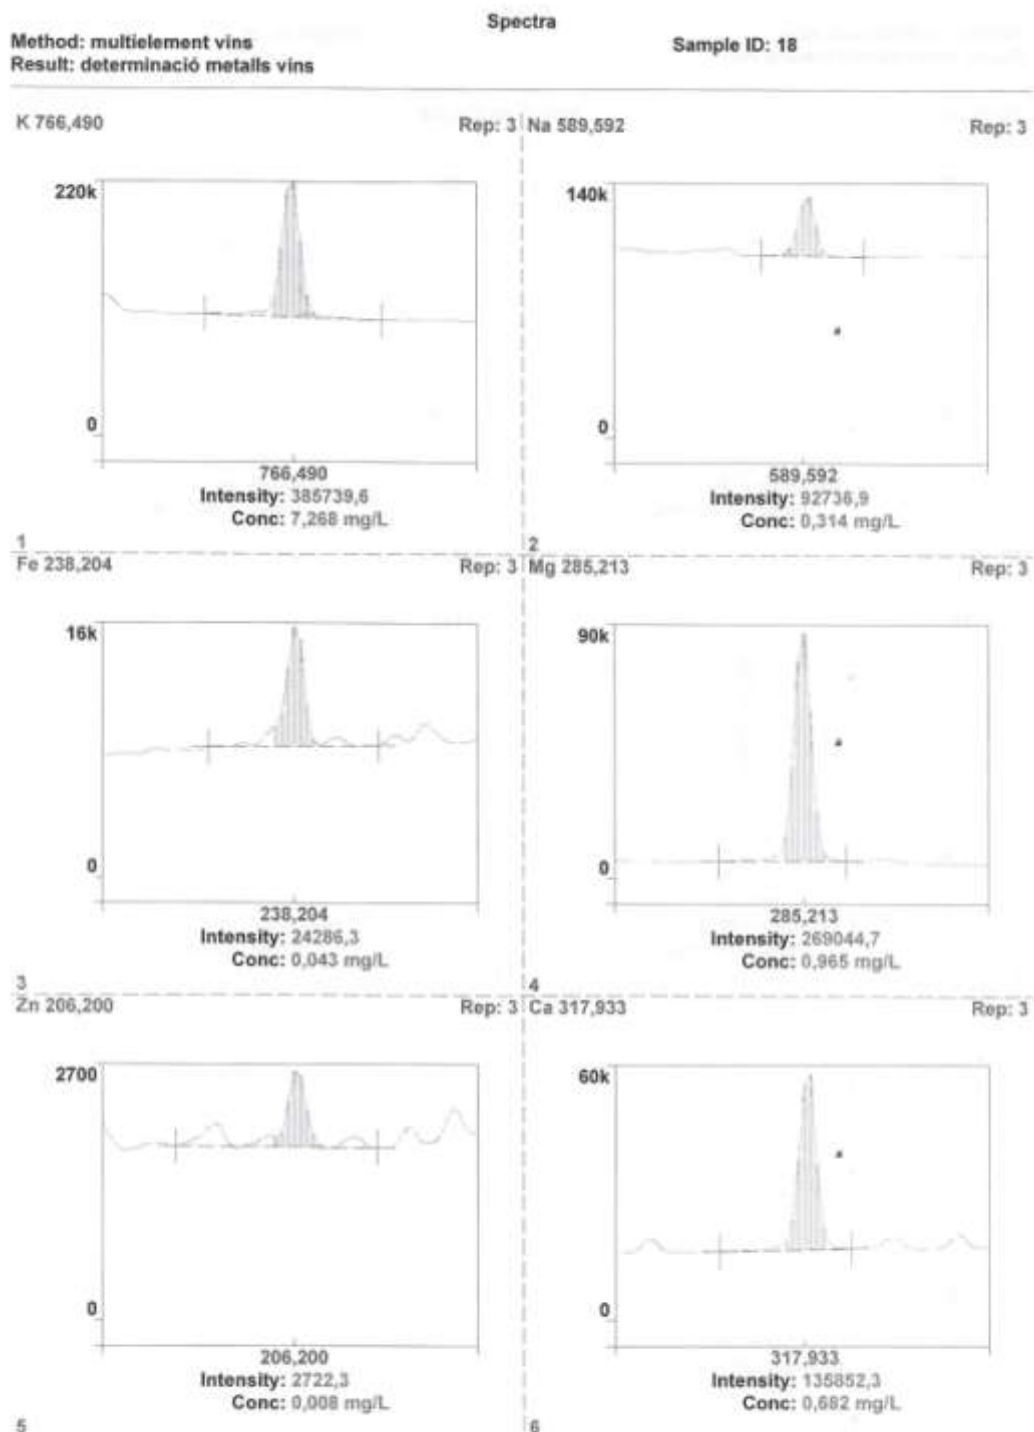 Spectra
Method: multielement vins
Sample ID: 18
Result: determinació metalls vins
K 766,490
Rep: 3
220k
0
766,490
Intensity: 385739,6
Conc: 7,268 mg/L
1
Na 589,592
Rep: 3
140k
0
589,592
Intensity: 92736,9
Conc: 0,314 mg/L
2
Fe 238,204
Rep: 3
16k
0
238,204
Intensity: 24286,3
Conc: 0,043 mg/L
3
Mg 285,213
Rep: 3
90k
0
285,213
Intensity: 269044,7
Conc: 0,965 mg/L
4
Zn 206,200
Rep: 3
2700
0
206,200
Intensity: 2722,3
Conc: 0,008 mg/L
5
Ca 317,933
Rep: 3
60k
0
317,933
Intensity: 135852,3
Conc: 0,682 mg/L
6